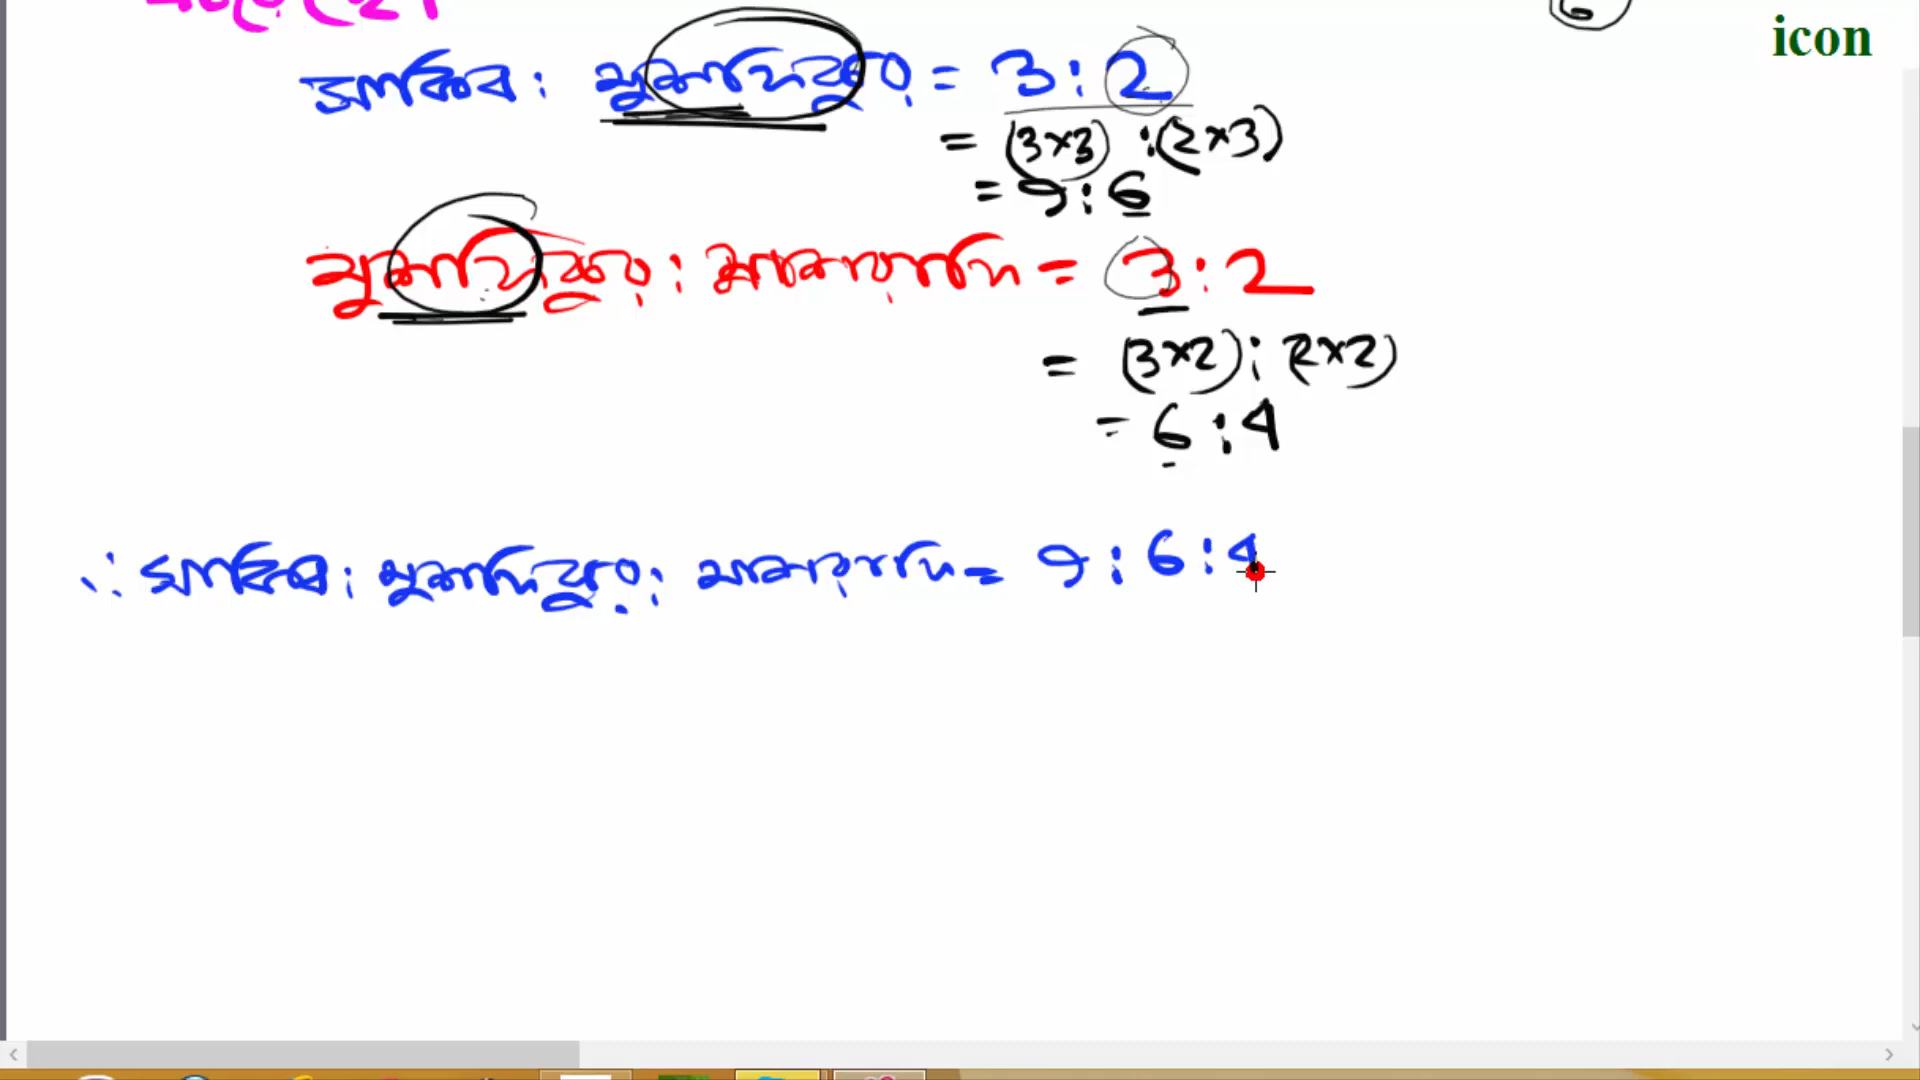 icon
সাকিব : মুশফিকুর = 3 : 2
= (3×3) : (2×3)
= 9 : 6
মুশফিকুর : মাশরাফি = 3 : 2
= (3×2) : (2×2)
= 6 : 4
∴ সাকিব : মুশফিকুর : মাশরাফি = 9 : 6 : 4